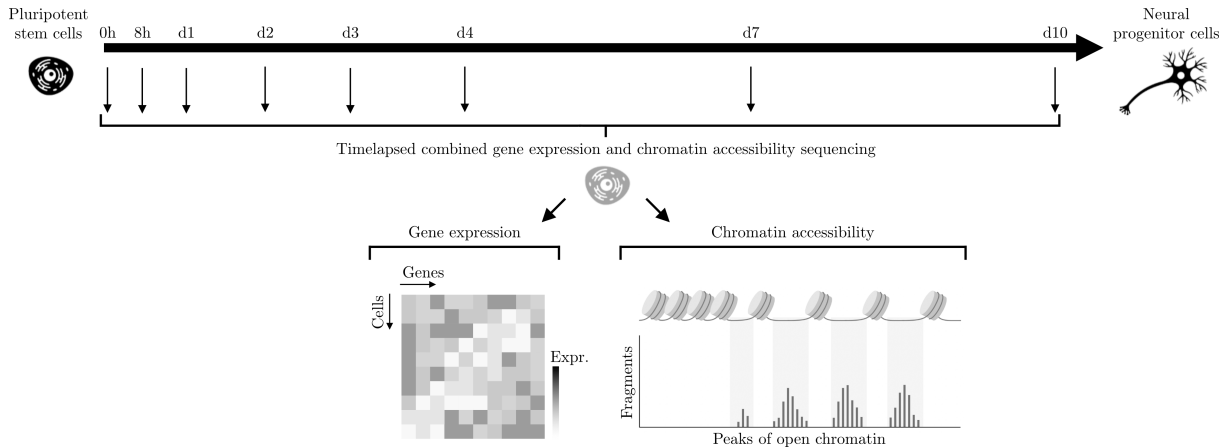 Pluripotent
stem cells
0h 8h d1 d2 d3 d4 d7 d10
Neural
progenitor cells
Timelapsed combined gene expression and chromatin accessibility sequencing
Gene expression
Chromatin accessibility
Genes
Cells
Expr.
Fragments
Peaks of open chromatin